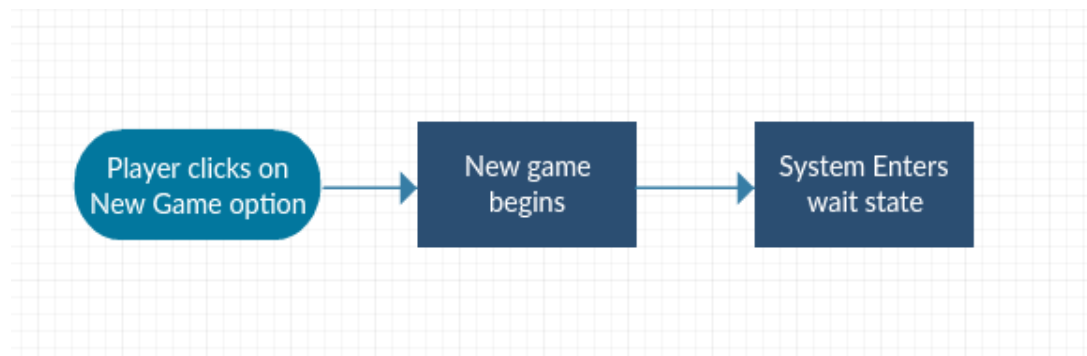 Player clicks on
New Game option
New game
begins
System Enters
wait state